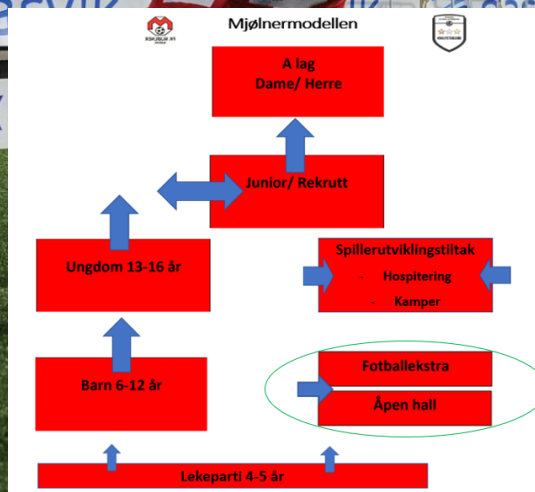 Mjølnermodellen
A lag
Dame/ Herre
Junior/ Rekrutt
Ungdom 13-16 år
Spillerutviklingstiltak
- Hospitering
- Kamper
Barn 6-12 år
Fotballekstra
Åpen hall
Lekeparti 4-5 år